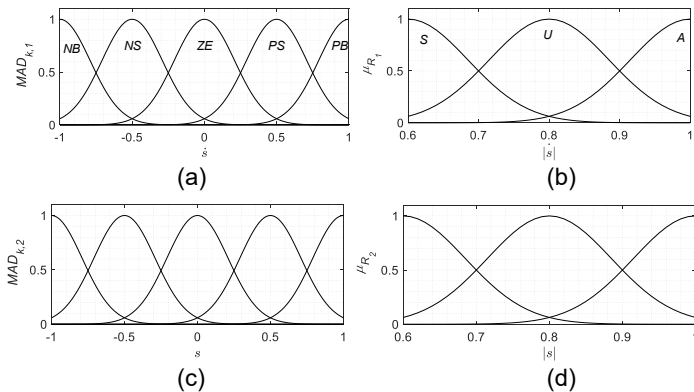 1
0.5
0
MAD_{k,1}
NB NS ZE PS PB
-1 -0.5 0 0.5 1
ṡ
(a)
1
0.5
0
μ_{R_1}
S U A
0.6 0.7 0.8 0.9 1
|ṡ|
(b)
1
0.5
0
MAD_{k,2}
-1 -0.5 0 0.5 1
s
(c)
1
0.5
0
μ_{R_2}
0.6 0.7 0.8 0.9 1
|s|
(d)